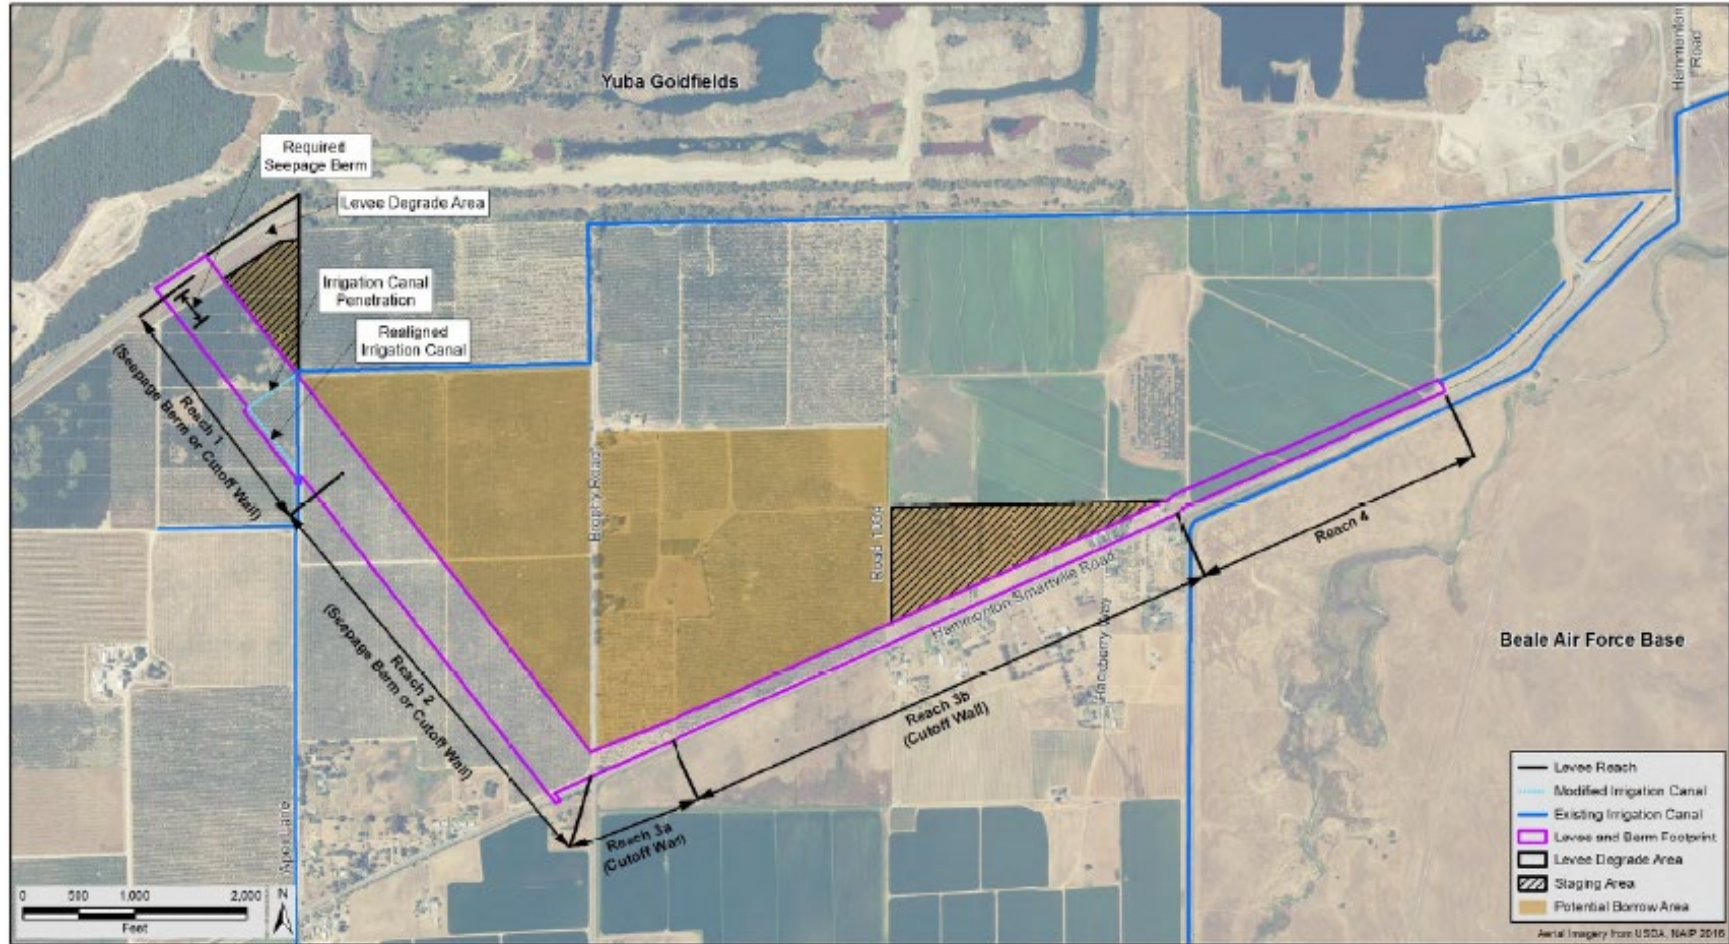 Yuba Goldfields
Hammonton
Road
Required
Seepage Berm
Levee Degrade Area
Irrigation Canal
Penetration
Realigned
Irrigation Canal
Reach 1
(Seepage Berm or Cutoff Wall)
Brophy Road
Road 1004
Hammonton Smartville Road
Hackberry Way
Reach 4
Beale Air Force Base
Reach 2
(Seepage Berm or Cutoff Wall)
Reach 3b
(Cutoff Wall)
Reach 3a
(Cutoff Wall)
Lane
0 500 1,000 2,000
Feet
N
Levee Reach
Modified Irrigation Canal
Existing Irrigation Canal
Levee and Berm Footprint
Levee Degrade Area
Staging Area
Potential Borrow Area
Aerial Imagery from USDA, NAIP 2016